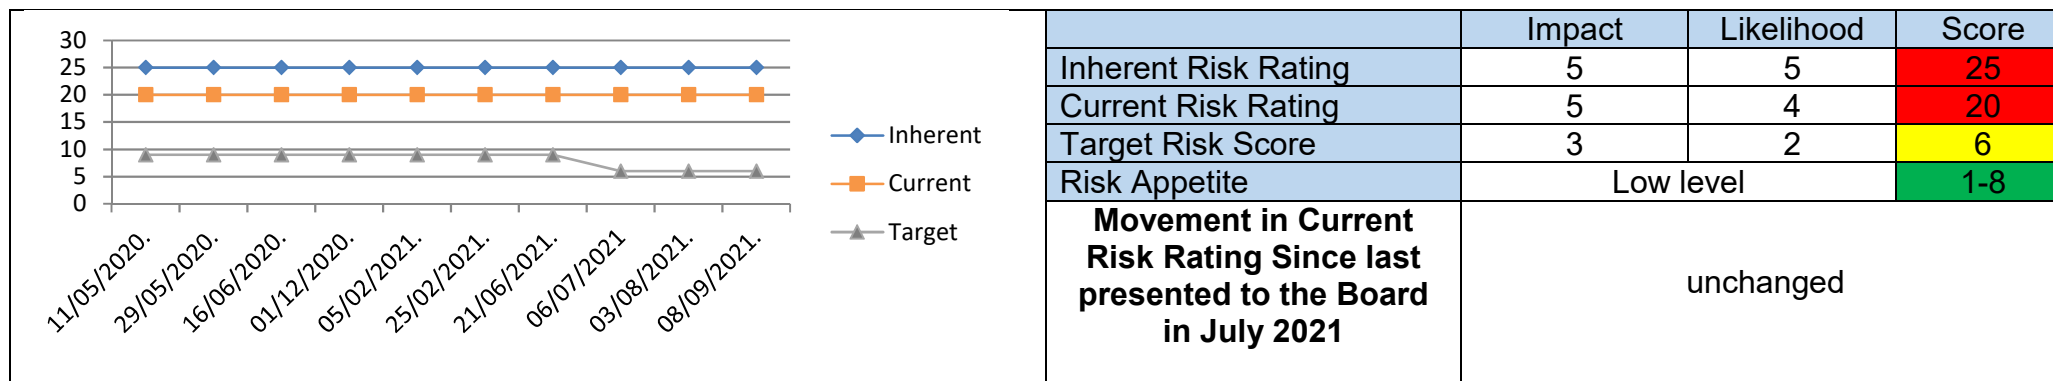 30
25
20
15
10
5
0
11/05/2020.
29/05/2020.
16/06/2020.
01/12/2020.
05/02/2021.
25/02/2021.
21/06/2021.
06/07/2021
03/08/2021.
08/09/2021.
Inherent
Current
Target
Impact Likelihood Score
Inherent Risk Rating 5 5 25
Current Risk Rating 5 4 20
Target Risk Score 3 2 6
Risk Appetite Low level 1-8
Movement in Current
Risk Rating Since last
presented to the Board
in July 2021
unchanged